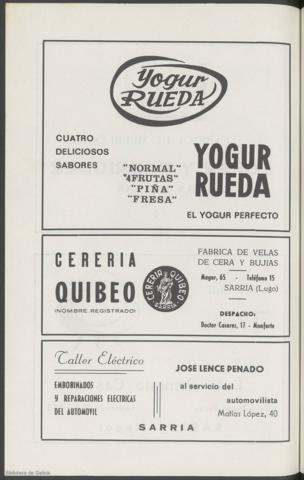 Yogur
RUEDA
CUATRO
DELICIOSOS
SABORES
"NORMAL"
"4FRUTAS"
"PIÑA"
"FRESA"
YOGUR
RUEDA
EL YOGUR PERFECTO
CERERIA
QUIBEO
(NOMBRE REGISTRADO)
CERERIA QUIBEO
SARRIA
FABRICA DE VELAS
DE CERA Y BUJIAS
Mayor, 65 - Teléfono 15
SARRIA (Lugo)
DESPACHO:
Doctor Casares, 17 - Monforte
Taller Eléctrico
EMBOBINADOS
Y REPARACIONES ELECTRICAS
DEL AUTOMOVIL
JOSE LENCE PENADO
al servicio del
automovilista
Matías López, 40
SARRIA
Biblioteca de Galicia